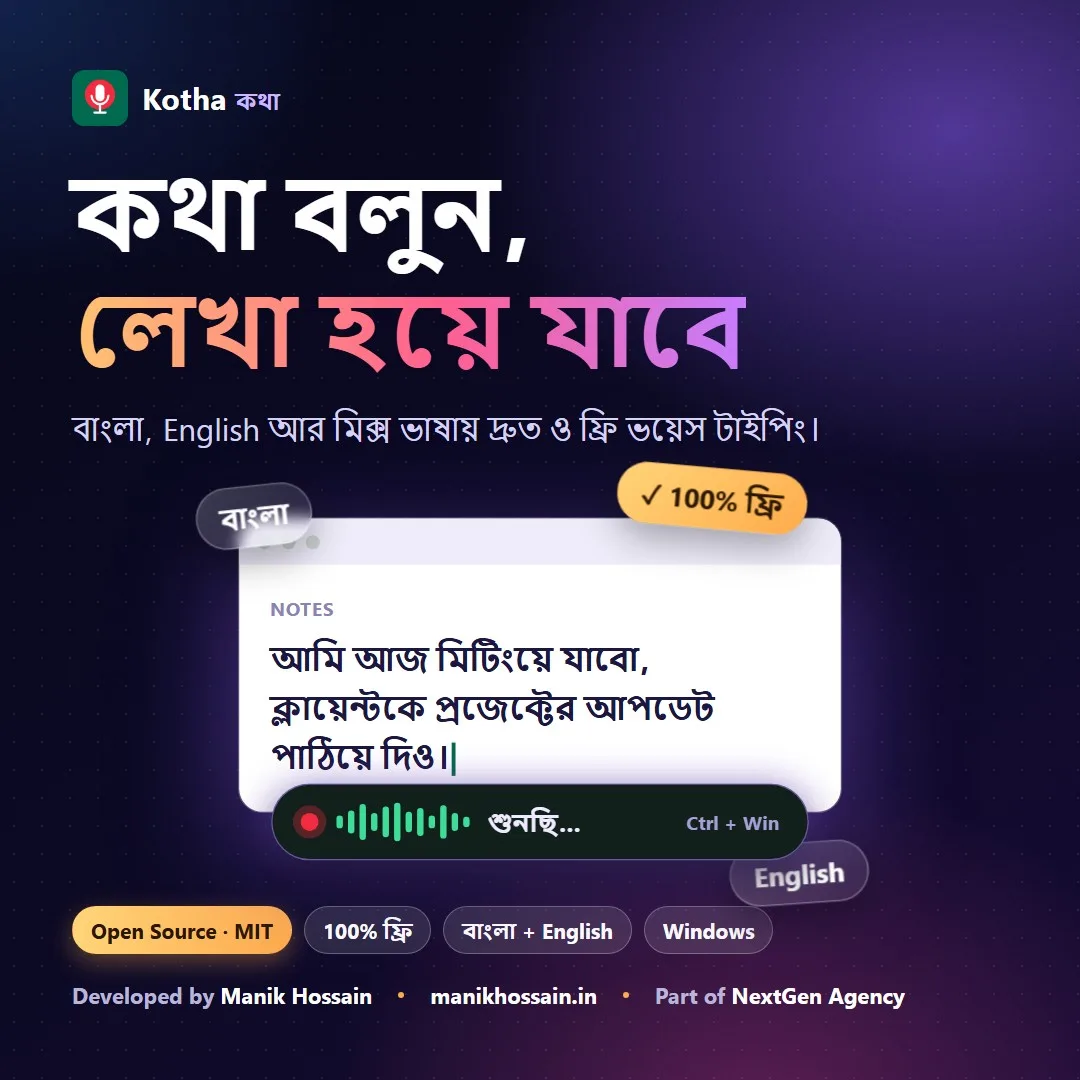 Kotha কথা
কথা বলুন,
লেখা হয়ে যাবে
বাংলা, English আর মিক্স ভাষায় দ্রুত ও ফ্রি ভয়েস টাইপিং।
বাংলা
✓ 100% ফ্রি
NOTES
আমি আজ মিটিংয়ে যাবো,
ক্লায়েন্টকে প্রজেক্টের আপডেট
পাঠিয়ে দিও।
শুনছি... Ctrl + Win
English
Open Source · MIT 100% ফ্রি বাংলা + English Windows
Developed by Manik Hossain • manikhossain.in • Part of NextGen Agency